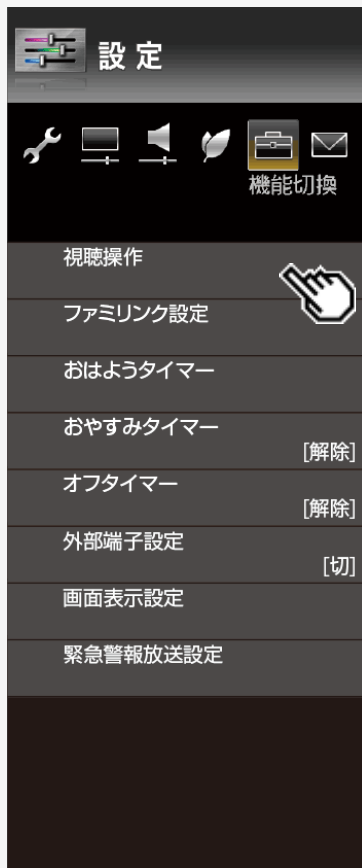 設定
機能切換
視聴操作
ファミリンク設定
おはようタイマー
おやすみタイマー
[解除]
オフタイマー
[解除]
外部端子設定
[切]
画面表示設定
緊急警報放送設定